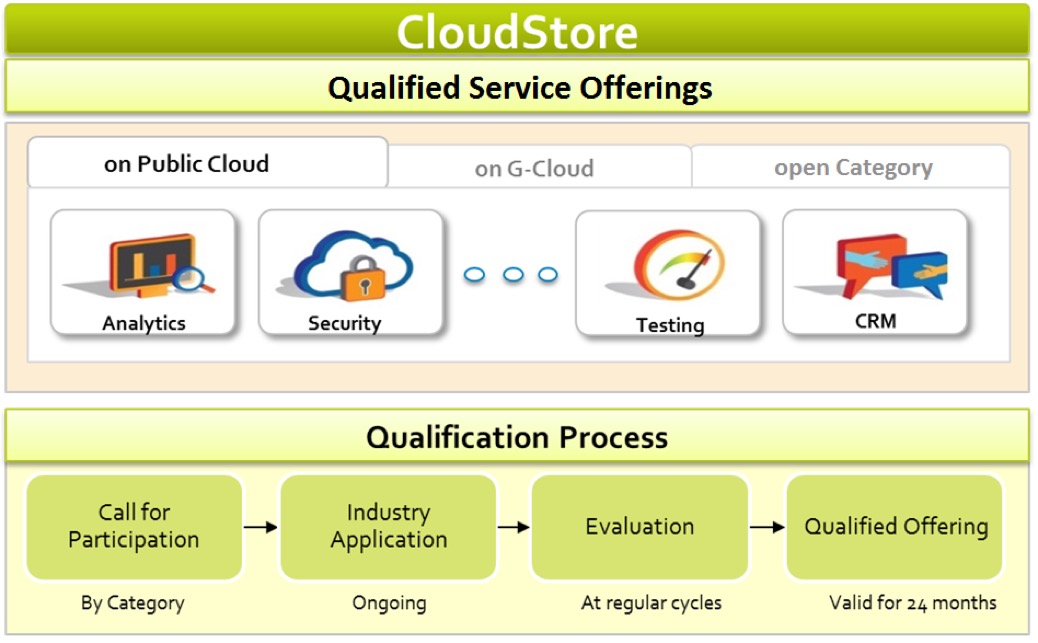 CloudStore
Qualified Service Offerings
on Public Cloud
on G-Cloud
open Category
Analytics
Security
Testing
CRM
Qualification Process
Call for
Participation
Industry
Application
Evaluation
Qualified Offering
By Category
Ongoing
At regular cycles
Valid for 24 months